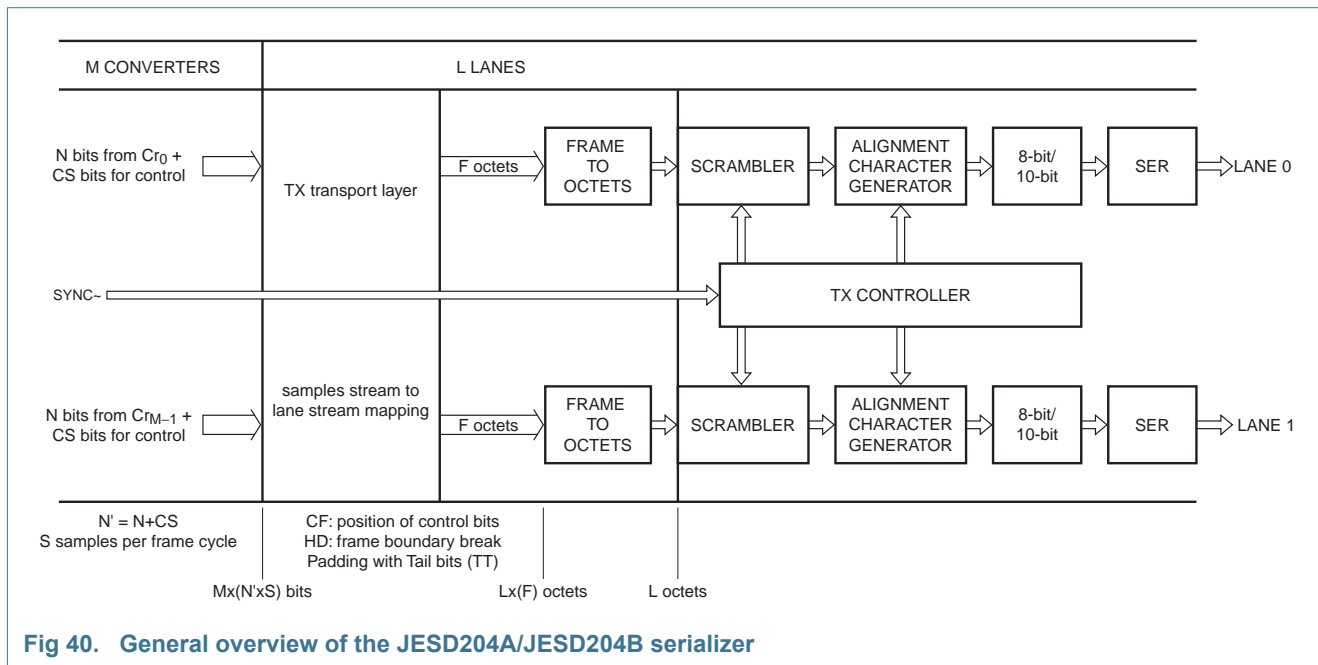 M CONVERTERS
L LANES
N bits from Cr0 +
CS bits for control
TX transport layer
F octets
FRAME
TO
OCTETS
SCRAMBLER
ALIGNMENT
CHARACTER
GENERATOR
8-bit/
10-bit
SER
LANE 0
SYNC~
TX CONTROLLER
N bits from CrM–1 +
CS bits for control
samples stream to
lane stream mapping
F octets
FRAME
TO
OCTETS
SCRAMBLER
ALIGNMENT
CHARACTER
GENERATOR
8-bit/
10-bit
SER
LANE 1
N' = N+CS
S samples per frame cycle
CF: position of control bits
HD: frame boundary break
Padding with Tail bits (TT)
Mx(N'xS) bits
Lx(F) octets
L octets
Fig 40. General overview of the JESD204A/JESD204B serializer